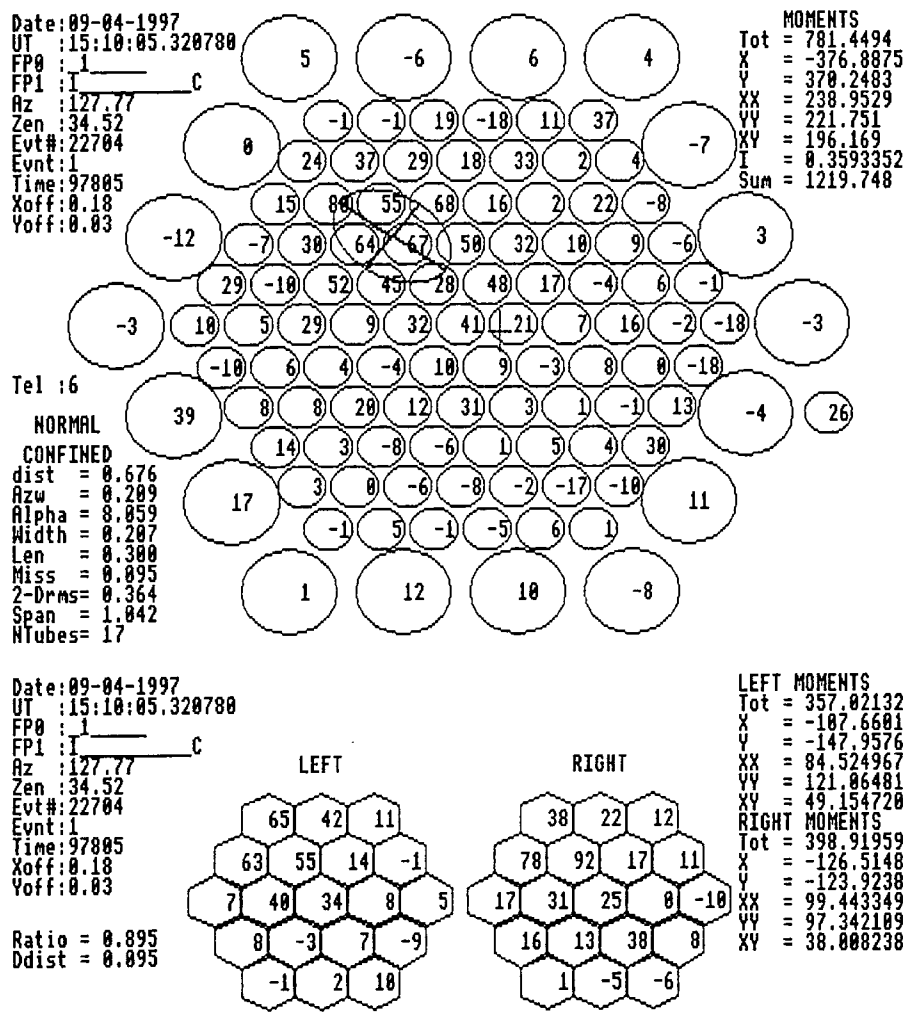 Date:09-04-1997
UT :15:10:05.320780
FP0 :_1______
FP1 :I____________C
Az :127.77
Zen :34.52
Evt#:22704
Evnt:1
Time:97805
Xoff:0.18
Yoff:0.03
MOMENTS
Tot = 781.4494
X = -376.8875
Y = 370.2483
XX = 238.9529
YY = 221.751
XY = 196.169
I = 0.3593352
Sum = 1219.748
5 -6 6 4
-1 -1 19 -18 11 37
0 -7
24 37 29 18 33 2 4
15 80 55 68 16 2 22 -8
-12 3
-7 30 64 67 50 32 10 9 -6
29 -10 52 45 28 48 17 -4 6 -1
-3 10 5 29 9 32 41 21 7 16 -2 -18 -3
-10 6 4 -4 10 9 -3 8 0 -18
8 8 20 12 31 3 1 -1 13
39 -4 26
14 3 -8 -6 1 5 4 30
3 0 -6 -8 -2 -17 -10
17 11
-1 5 -1 -5 6 1
1 12 10 -8
Tel :6
NORMAL
CONFINED
dist = 0.676
Azw = 0.209
Alpha = 8.059
Width = 0.207
Len = 0.300
Miss = 0.095
2-Drms= 0.364
Span = 1.042
NTubes= 17
Date:09-04-1997
UT :15:10:05.320780
FP0 :_1______
FP1 :I____________C
Az :127.77
Zen :34.52
Evt#:22704
Evnt:1
Time:97805
Xoff:0.18
Yoff:0.03
Ratio = 0.895
Ddist = 0.095
LEFT
65 42 11
63 55 14 -1
7 40 34 8 5
8 -3 7 -9
-1 2 10
RIGHT
38 22 12
78 92 17 11
17 31 25 0 -10
16 13 38 8
1 -5 -6
LEFT MOMENTS
Tot = 357.02132
X = -107.6601
Y = -147.9576
XX = 84.524967
YY = 121.06481
XY = 49.154720
RIGHT MOMENTS
Tot = 398.91959
X = -126.5148
Y = -123.9238
XX = 99.443349
YY = 97.342109
XY = 38.008238